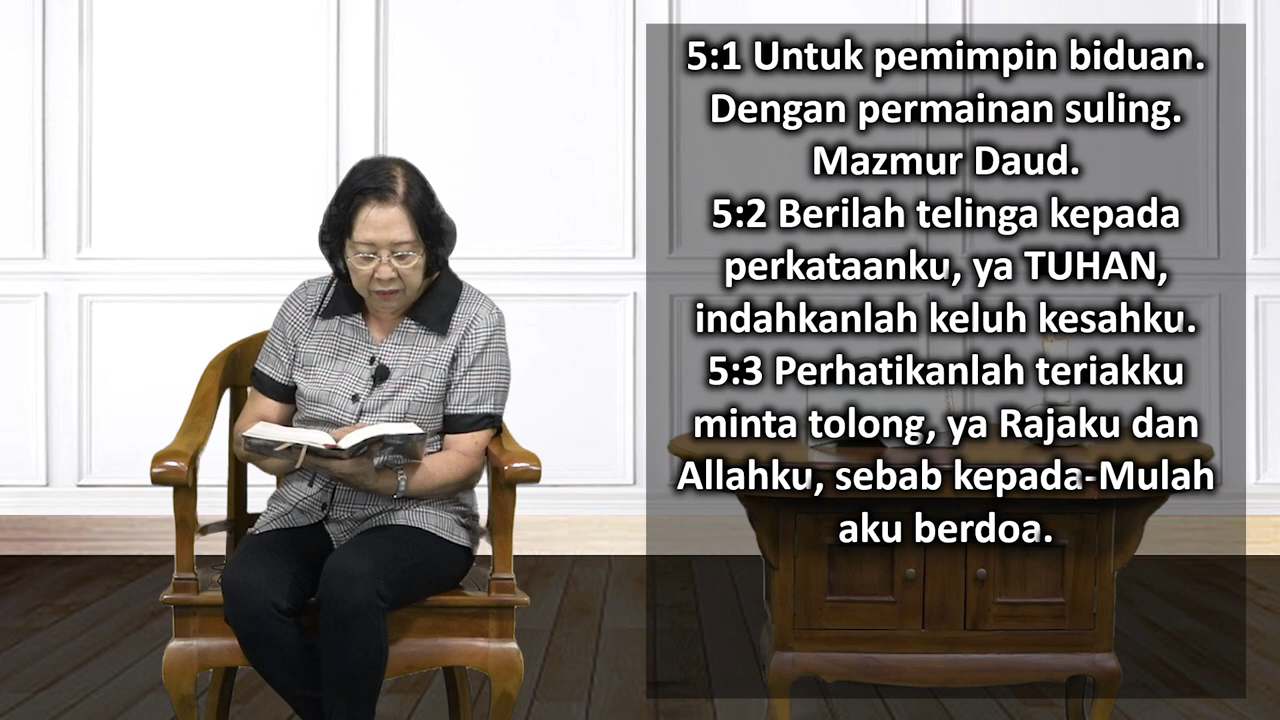 5:1 Untuk pemimpin biduan.
Dengan permainan suling.
Mazmur Daud.
5:2 Berilah telinga kepada
perkataanku, ya TUHAN,
indahkanlah keluh kesahku.
5:3 Perhatikanlah teriakku
minta tolong, ya Rajaku dan
Allahku, sebab kepada-Mulah
aku berdoa.